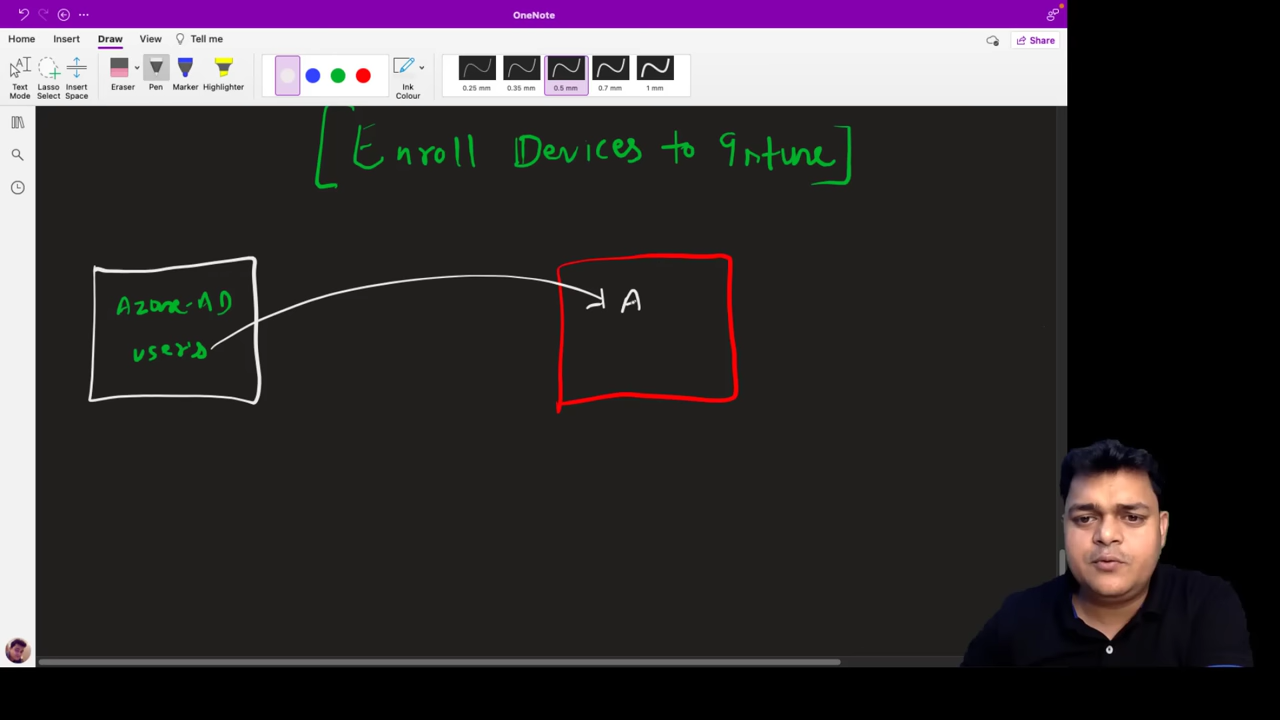 OneNote
Home Insert Draw View Tell me
Share
Text Mode
Lasso Select
Insert Space
Eraser
Pen
Marker
Highlighter
Ink Colour
0.25 mm
0.35 mm
0.5 mm
0.7 mm
1 mm
[Enroll Devices to Intune]
Azure-AD
users
A